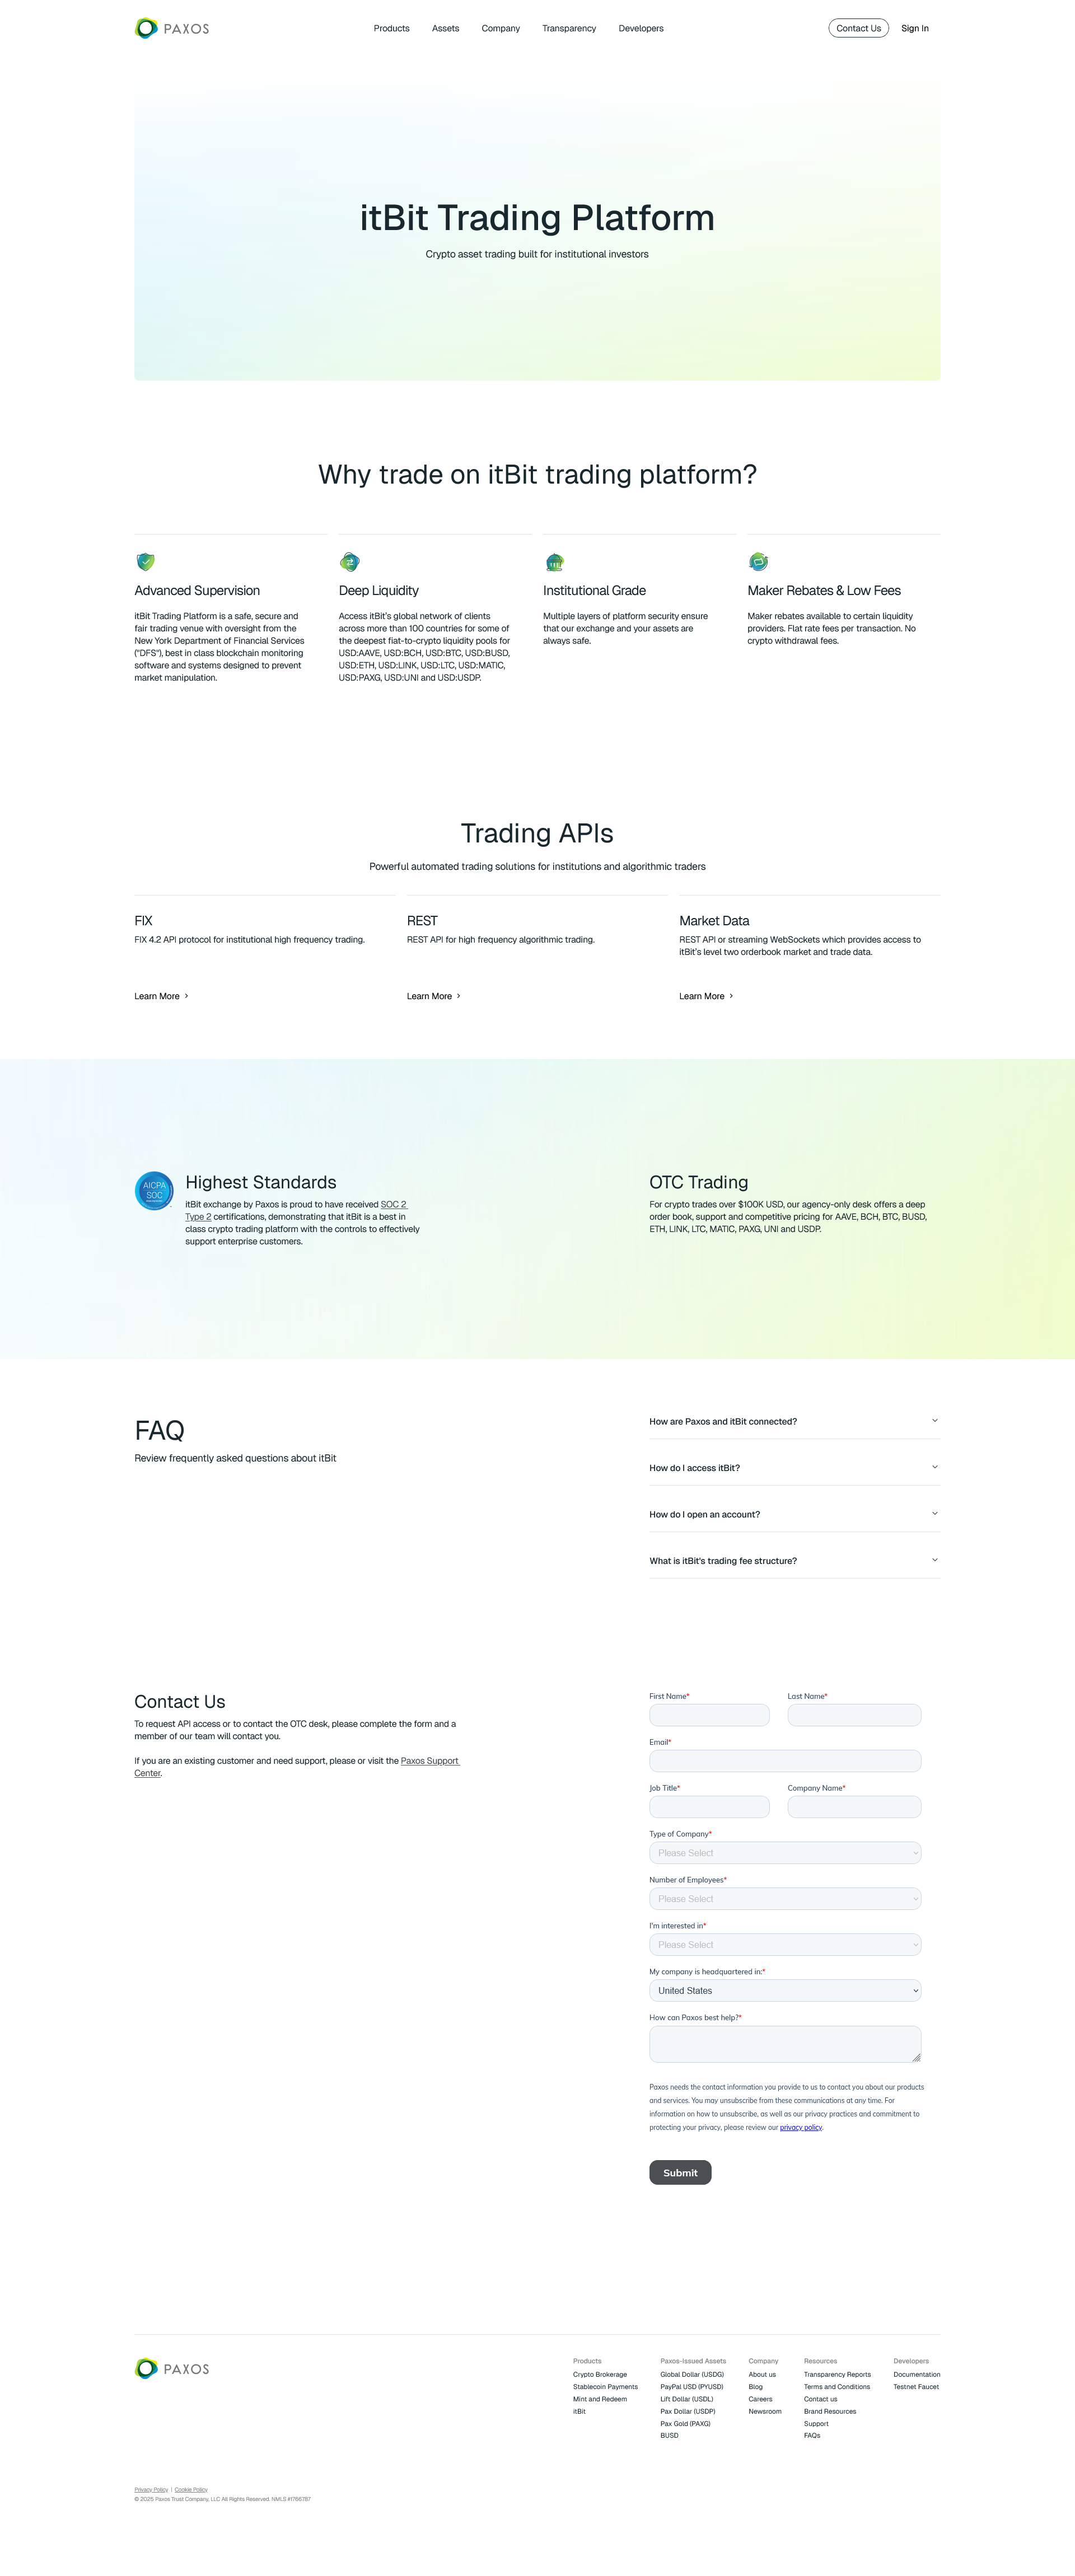 PAXOS
Products Assets Company Transparency Developers
Contact Us Sign In
itBit Trading Platform
Crypto asset trading built for institutional investors
Why trade on itBit trading platform?
Advanced Supervision
itBit Trading Platform is a safe, secure and
fair trading venue with oversight from the
New York Department of Financial Services
("DFS"), best in class blockchain monitoring
software and systems designed to prevent
market manipulation.
Deep Liquidity
Access itBit's global network of clients
across more than 100 countries for some of
the deepest fiat-to-crypto liquidity pools for
USD:AAVE, USD:BCH, USD:BTC, USD:BUSD,
USD:ETH, USD:LINK, USD:LTC, USD:MATIC,
USD:PAXG, USD:UNI and USD:USDP.
Institutional Grade
Multiple layers of platform security ensure
that our exchange and your assets are
always safe.
Maker Rebates & Low Fees
Maker rebates available to certain liquidity
providers. Flat rate fees per transaction. No
crypto withdrawal fees.
Trading APIs
Powerful automated trading solutions for institutions and algorithmic traders
FIX
FIX 4.2 API protocol for institutional high frequency trading.
Learn More
REST
REST API for high frequency algorithmic trading.
Learn More
Market Data
REST API or streaming WebSockets which provides access to
itBit's level two orderbook market and trade data.
Learn More
AICPA
SOC
Highest Standards
itBit exchange by Paxos is proud to have received SOC 2
Type 2 certifications, demonstrating that itBit is a best in
class crypto trading platform with the controls to effectively
support enterprise customers.
OTC Trading
For crypto trades over $100K USD, our agency-only desk offers a deep
order book, support and competitive pricing for AAVE, BCH, BTC, BUSD,
ETH, LINK, LTC, MATIC, PAXG, UNI and USDP.
FAQ
Review frequently asked questions about itBit
How are Paxos and itBit connected?
How do I access itBit?
How do I open an account?
What is itBit's trading fee structure?
Contact Us
To request API access or to contact the OTC desk, please complete the form and a
member of our team will contact you.
If you are an existing customer and need support, please or visit the Paxos Support
Center.
First Name* Last Name*
Email*
Job Title* Company Name*
Type of Company*
Please Select
Number of Employees*
Please Select
I'm interested in*
Please Select
My company is headquartered in:*
United States
How can Paxos best help?*
Paxos needs the contact information you provide to us to contact you about our products
and services. You may unsubscribe from these communications at any time. For
information on how to unsubscribe, as well as our privacy practices and commitment to
protecting your privacy, please review our privacy policy.
Submit
PAXOS
Products
Crypto Brokerage
Stablecoin Payments
Mint and Redeem
itBit
Paxos-Issued Assets
Global Dollar (USDG)
PayPal USD (PYUSD)
Lift Dollar (USDL)
Pax Dollar (USDP)
Pax Gold (PAXG)
BUSD
Company
About us
Blog
Careers
Newsroom
Resources
Transparency Reports
Terms and Conditions
Contact us
Brand Resources
Support
FAQs
Developers
Documentation
Testnet Faucet
Privacy Policy | Cookie Policy
© 2025 Paxos Trust Company, LLC All Rights Reserved. NMLS #1766787